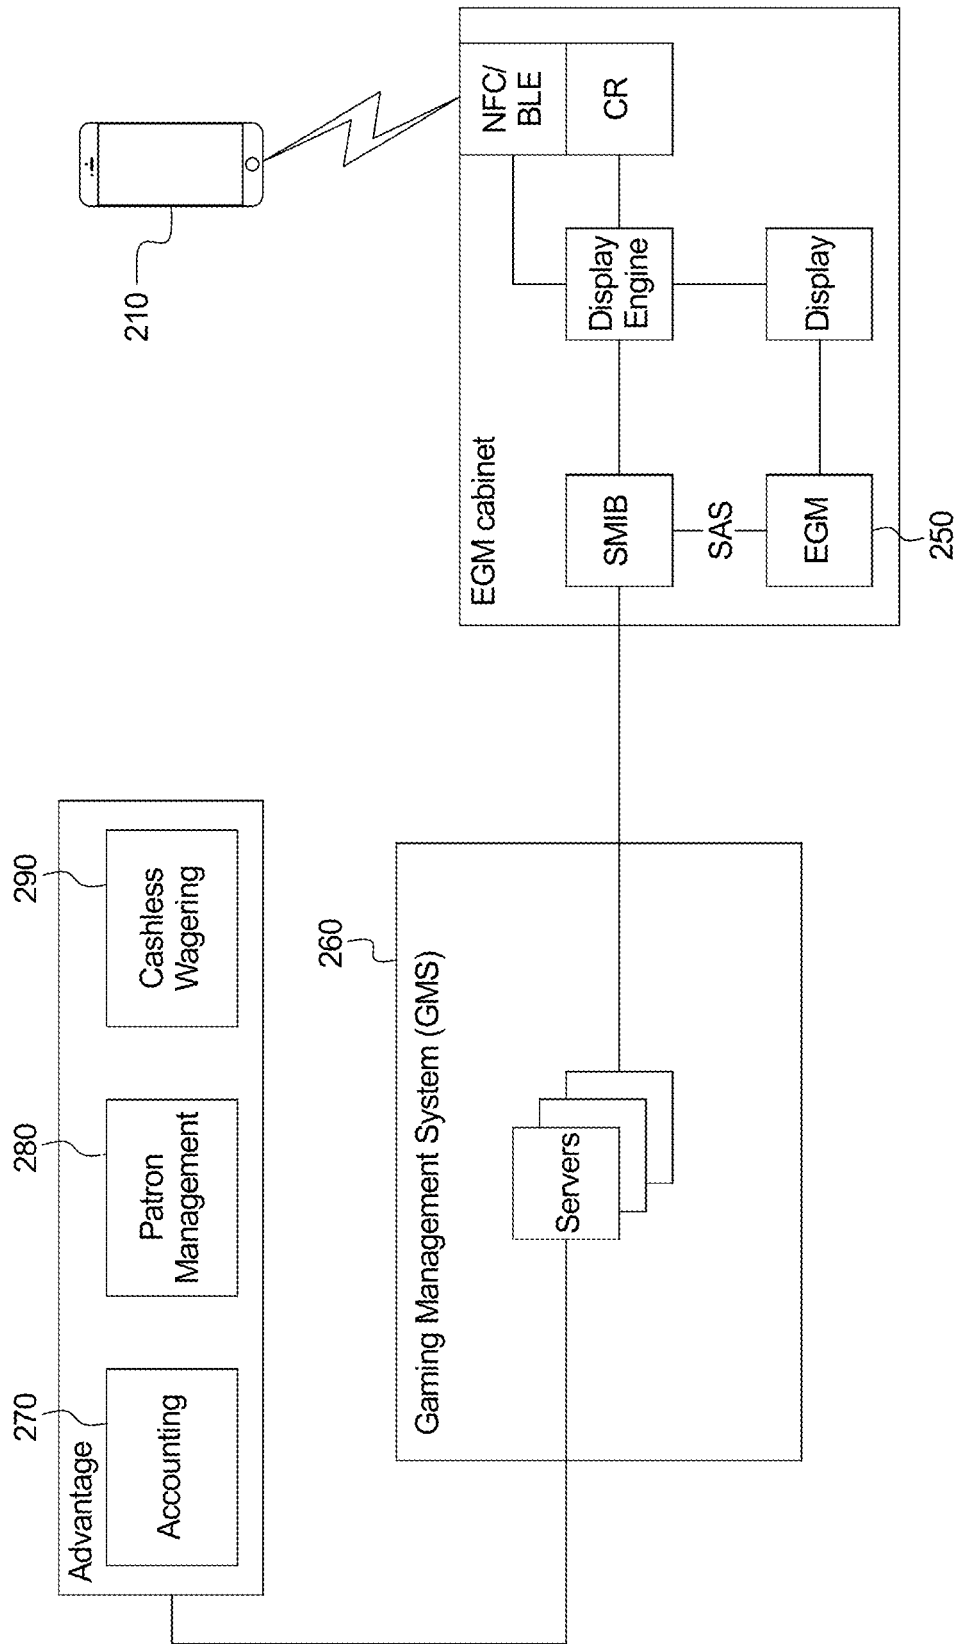 Advantage
270
Accounting
280
Patron
Management
290
Cashless
Wagering
260
Gaming Management System (GMS)
Servers
210
EGM cabinet
SMIB
SAS
EGM
250
Display
Engine
Display
NFC/
BLE
CR